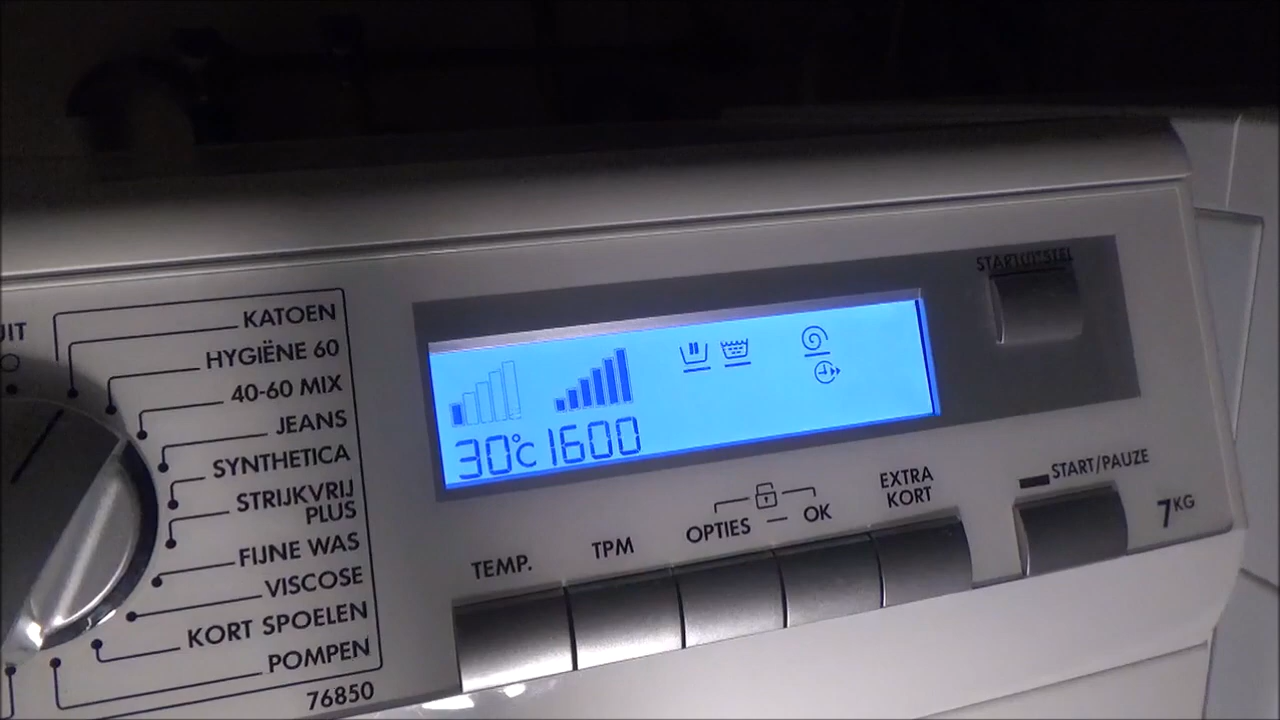 UIT
KATOEN
HYGIËNE 60
40-60 MIX
JEANS
SYNTHETICA
STRIJKVRIJ
PLUS
FIJNE WAS
VISCOSE
KORT SPOELEN
POMPEN
76850
30°C 1600
TEMP.
TPM
OPTIES — OK
EXTRA
KORT
STARTUITSTEL
START/PAUZE
7KG